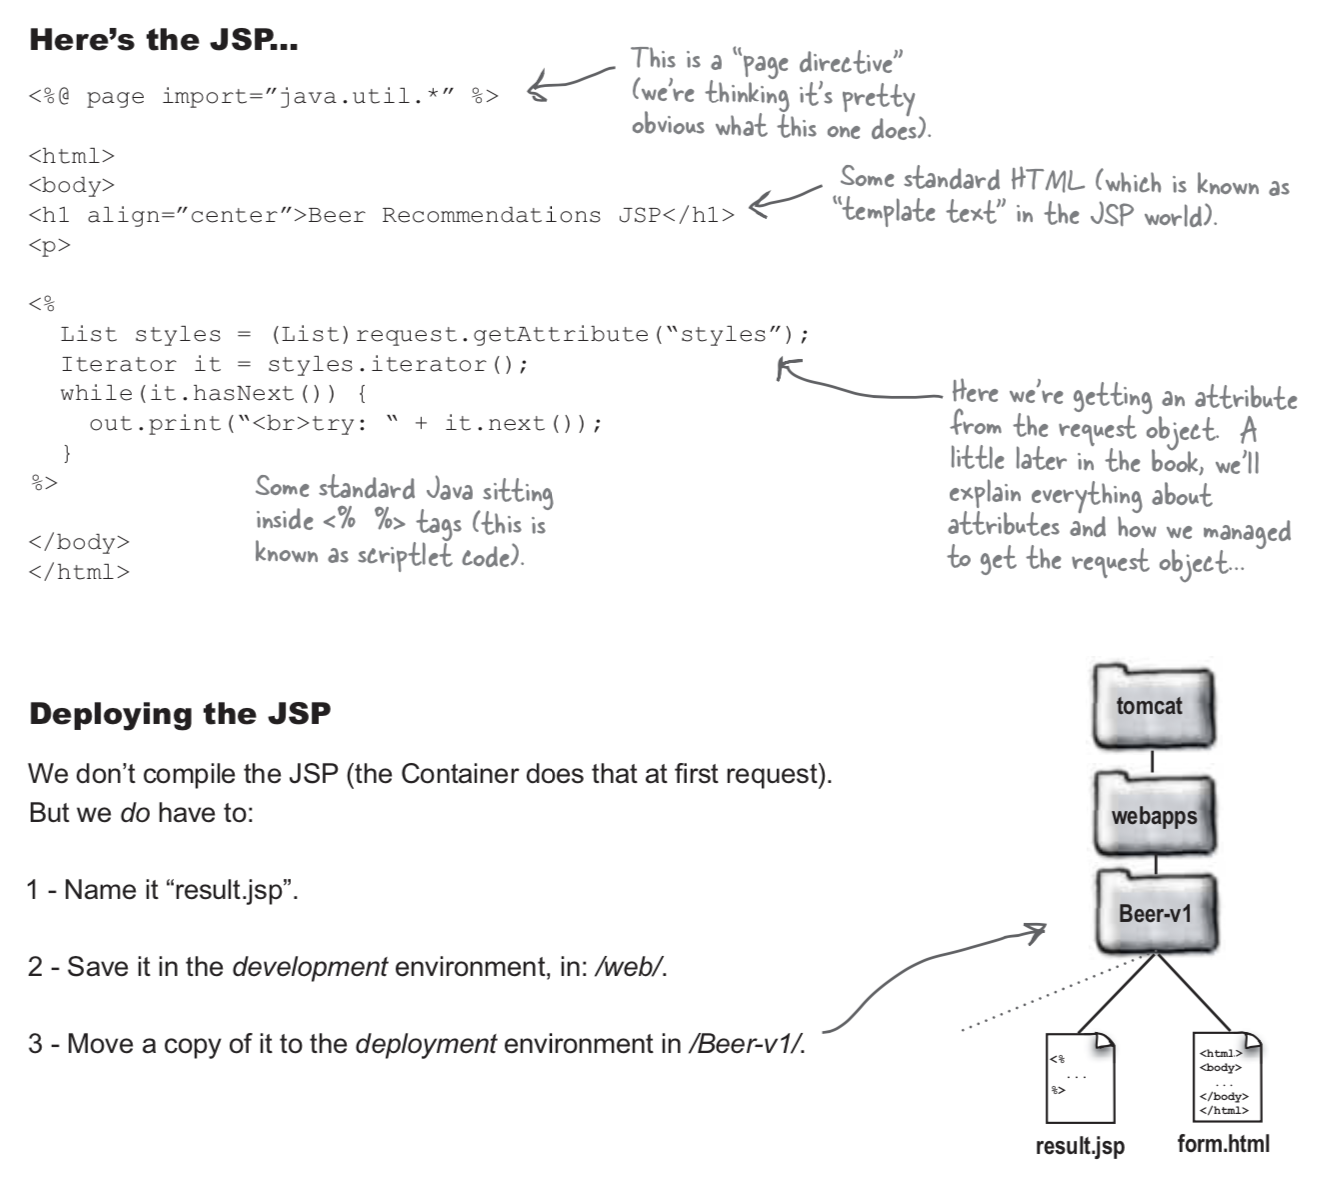 Here's the JSP...
<%@ page import=”java.util.*” %>
This is a “page directive”
(we're thinking it's pretty
obvious what this one does).
<html>
<body>
<h1 align=”center”>Beer Recommendations JSP</h1>
<p>
Some standard HTML (which is known as
“template text” in the JSP world).
<%
List styles = (List)request.getAttribute(“styles”);
Iterator it = styles.iterator();
while(it.hasNext()) {
out.print(“<br>try: “ + it.next());
}
%>
</body>
</html>
Here we're getting an attribute
from the request object. A
little later in the book, we'll
explain everything about
attributes and how we managed
to get the request object...
Some standard Java sitting
inside <% %> tags (this is
known as scriptlet code).
Deploying the JSP
We don't compile the JSP (the Container does that at first request).
But we do have to:
1 - Name it “result.jsp”.
2 - Save it in the development environment, in: /web/.
3 - Move a copy of it to the deployment environment in /Beer-v1/.
tomcat
webapps
Beer-v1
<%
...
%>
result.jsp
<html>
<body>
...
</body>
</html>
form.html